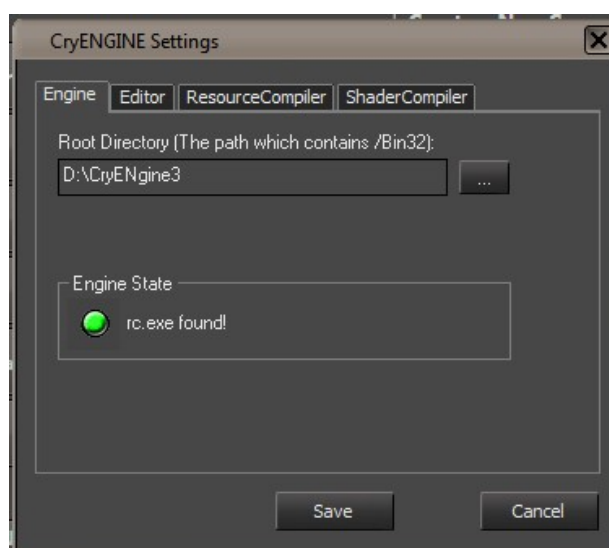 CryENGINE Settings
Engine Editor ResourceCompiler ShaderCompiler
Root Directory (The path which contains /Bin32):
D:\CryENgine3
...
Engine State
rc.exe found!
Save Cancel